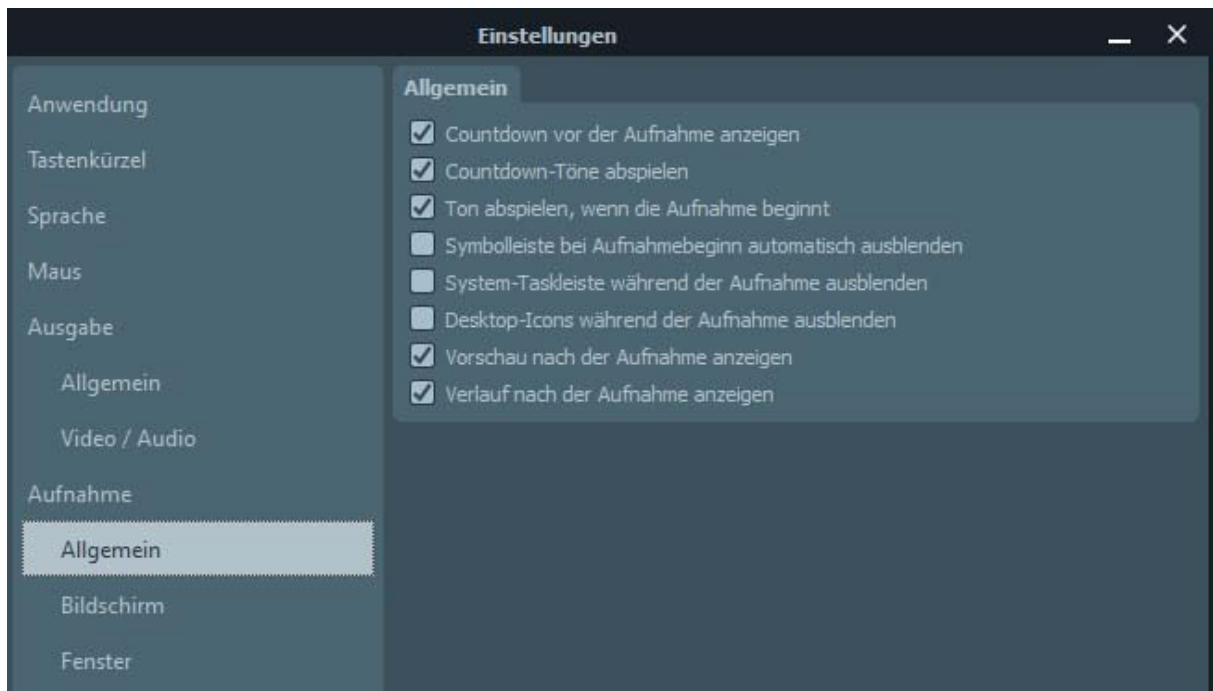 Einstellungen
Anwendung
Tastenkürzel
Sprache
Maus
Ausgabe
Allgemein
Video / Audio
Aufnahme
Allgemein
Bildschirm
Fenster
Allgemein
Countdown vor der Aufnahme anzeigen
Countdown-Töne abspielen
Ton abspielen, wenn die Aufnahme beginnt
Symbolleiste bei Aufnahmebeginn automatisch ausblenden
System-Taskleiste während der Aufnahme ausblenden
Desktop-Icons während der Aufnahme ausblenden
Vorschau nach der Aufnahme anzeigen
Verlauf nach der Aufnahme anzeigen